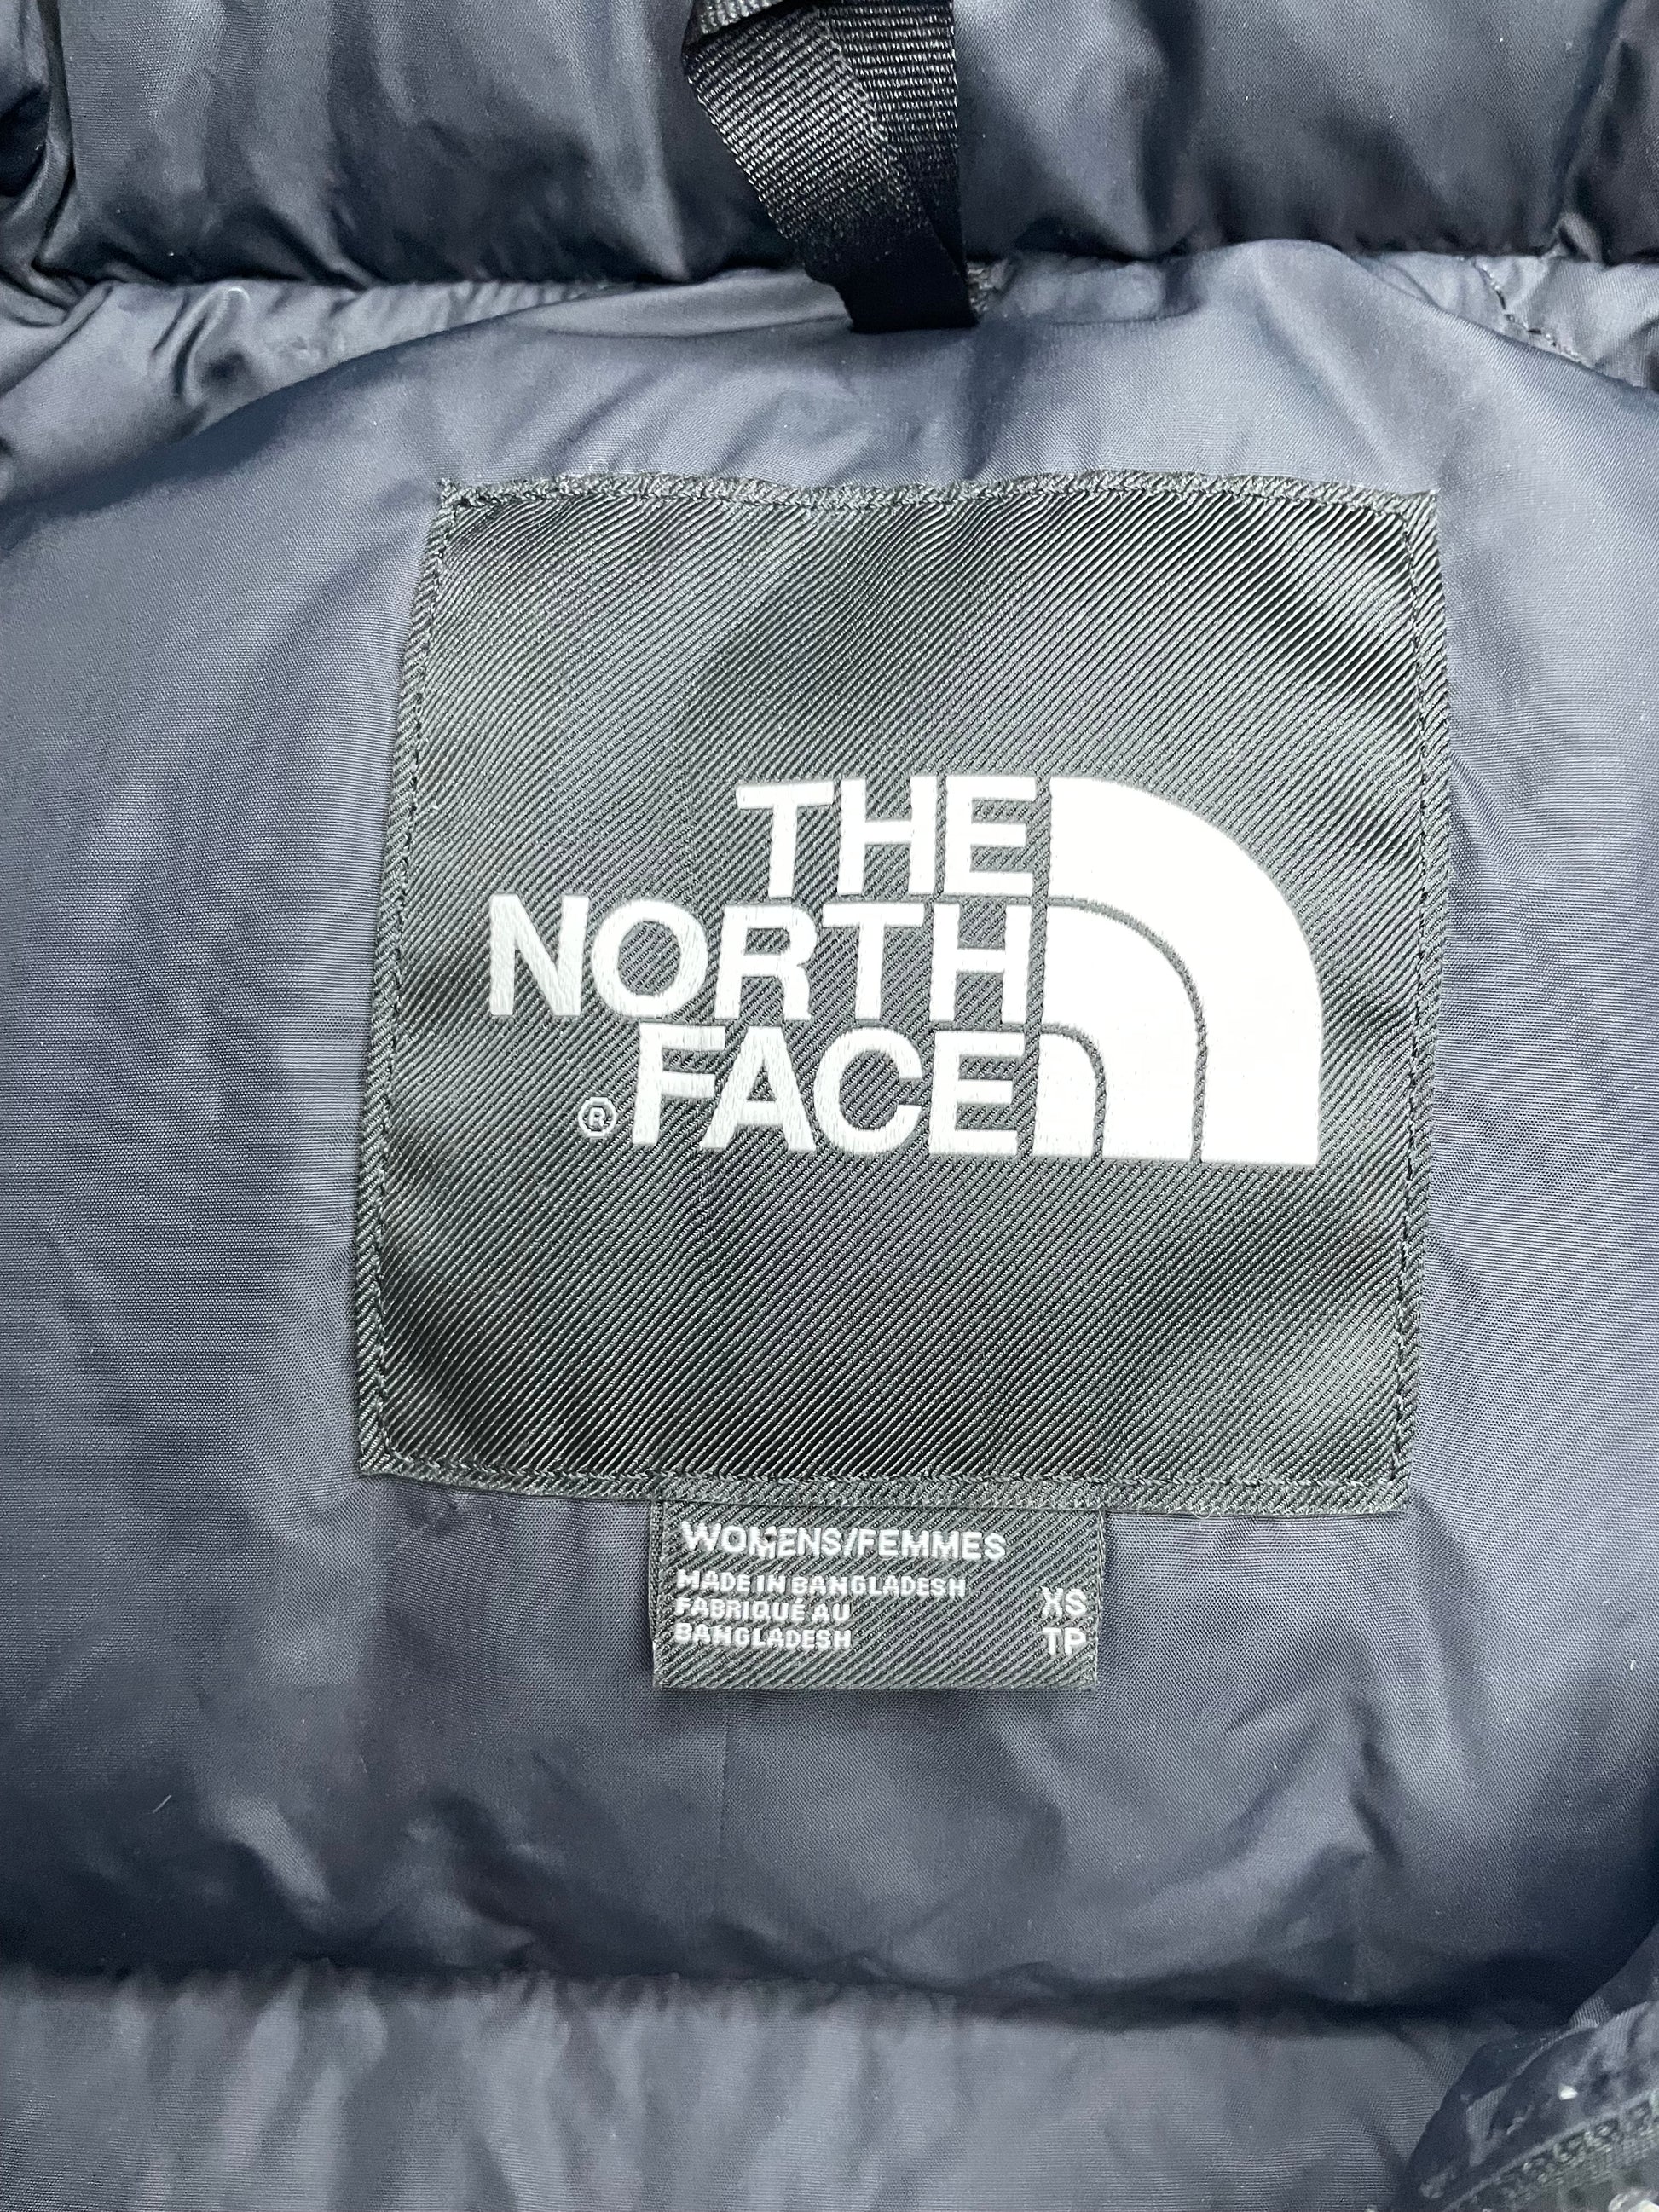 THE
NORTH
®FACE
WOMENS/FEMMES
MADE IN BANGLADESH
FABRIQUÉ AU
BANGLADESH
XS
TP